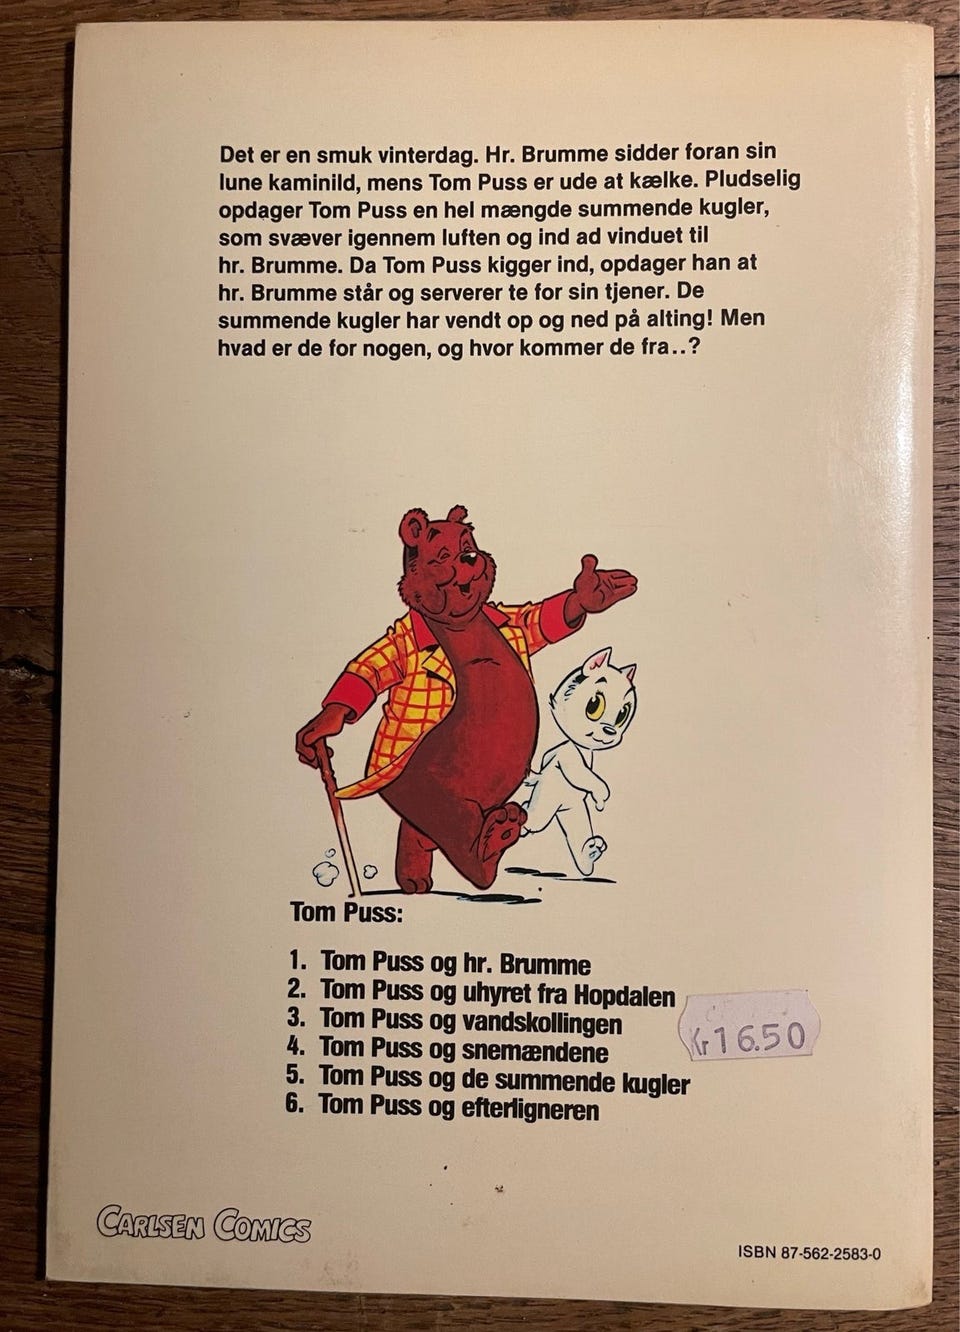 Det er en smuk vinterdag. Hr. Brumme sidder foran sin
lune kaminild, mens Tom Puss er ude at kælke. Pludselig
opdager Tom Puss en hel mængde summende kugler,
som svæver igennem luften og ind ad vinduet til
hr. Brumme. Da Tom Puss kigger ind, opdager han at
hr. Brumme står og serverer te for sin tjener. De
summende kugler har vendt op og ned på alting! Men
hvad er de for nogen, og hvor kommer de fra..?
Tom Puss:
1. Tom Puss og hr. Brumme
2. Tom Puss og uhyret fra Hopdalen
3. Tom Puss og vandskollingen
4. Tom Puss og snemændene
5. Tom Puss og de summende kugler
6. Tom Puss og efterligneren
Kr 16.50
CARLSEN COMICS
ISBN 87-562-2583-0